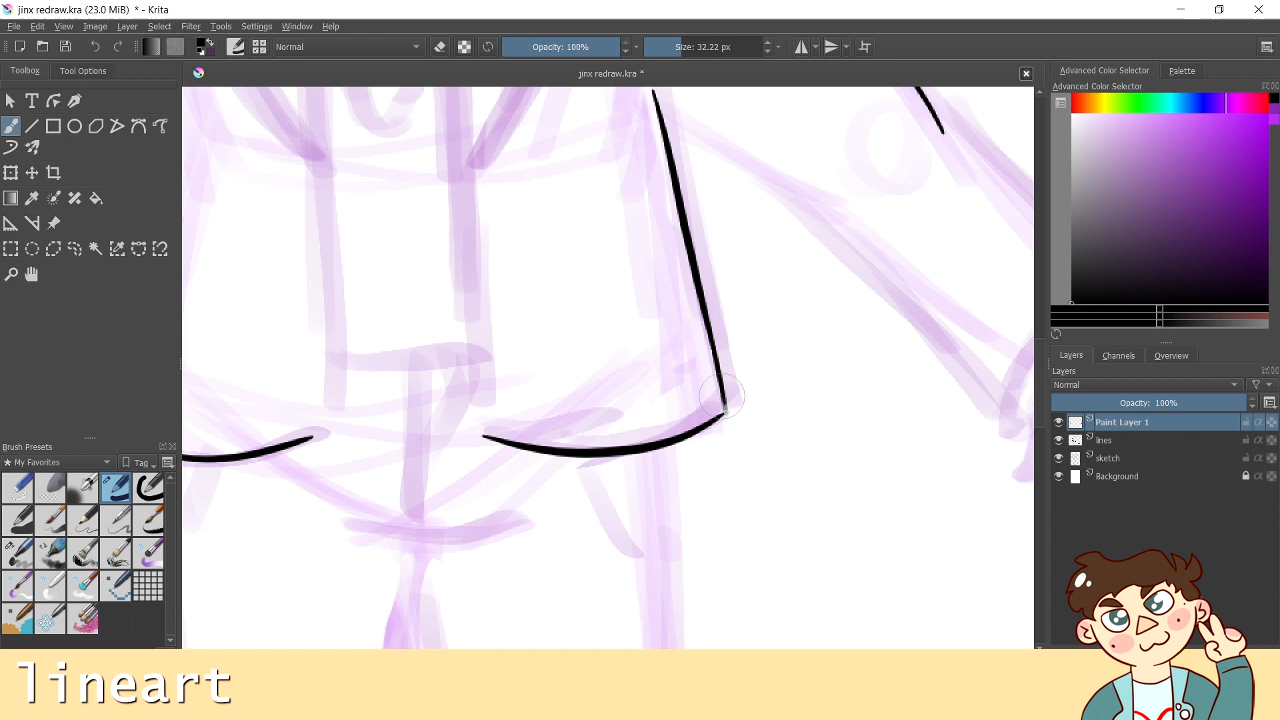 jinx redraw.kra (23.0 MiB) * - Krita
File Edit View Image Layer Select Filter Tools Settings Window Help
Normal Opacity: 100% Size: 32.22 px
Toolbox Tool Options
jinx redraw.kra *
Advanced Color Selector Palette
Advanced Color Selector
Layers Channels Overview
Layers
Normal
Opacity: 100%
Paint Layer 1
lines
sketch
Background
Brush Presets
My Favorites Tag
lineart